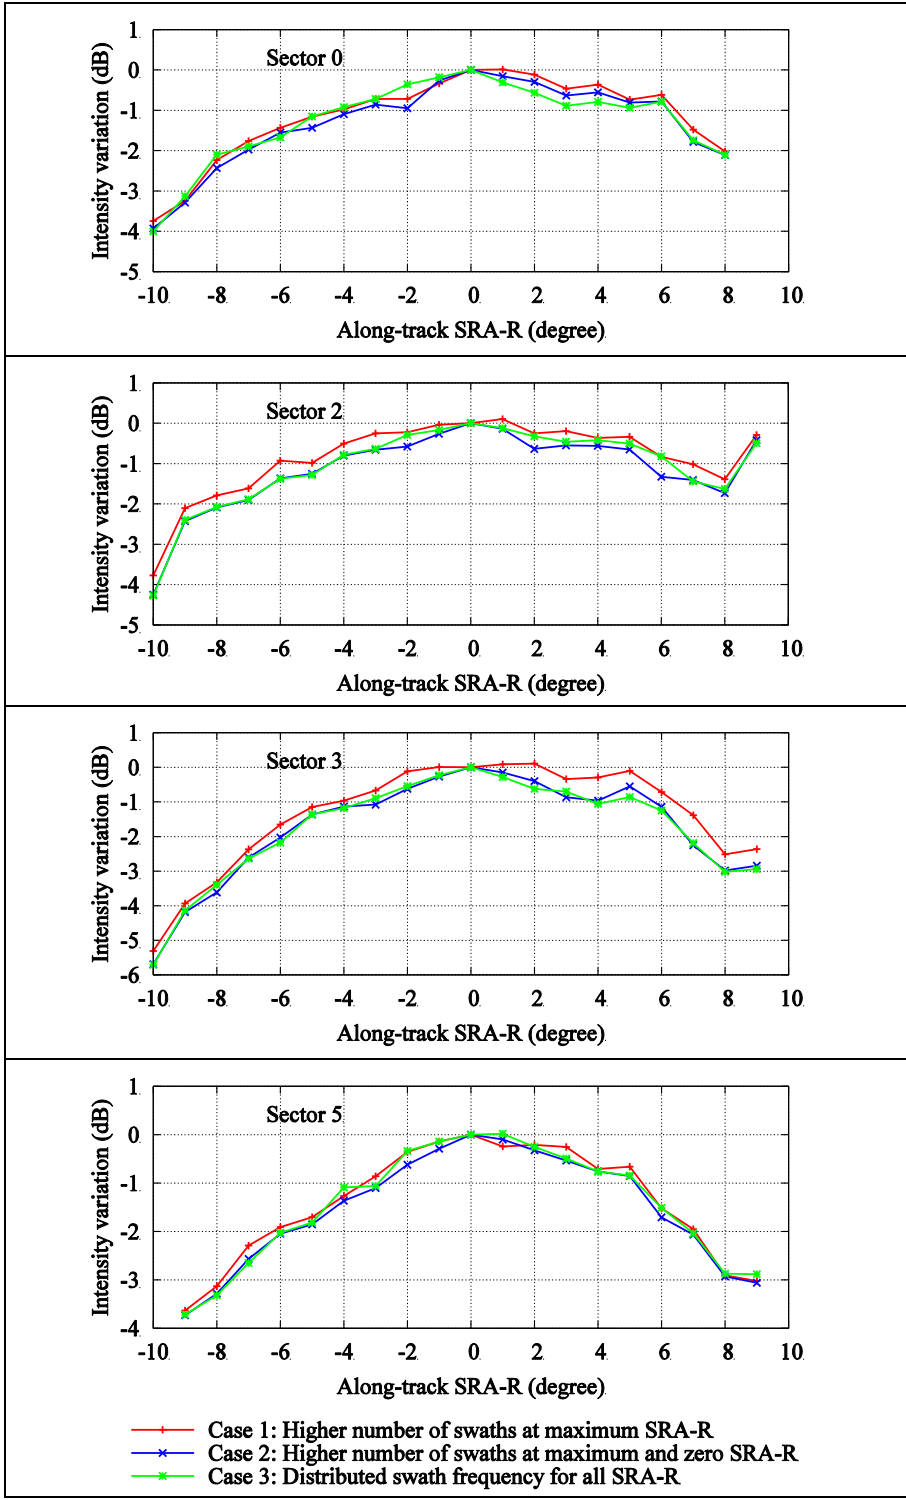 Sector 0
Intensity variation (dB)
1
0
-1
-2
-3
-4
-5
-10 -8 -6 -4 -2 0 2 4 6 8 10
Along-track SRA-R (degree)
Sector 2
Intensity variation (dB)
1
0
-1
-2
-3
-4
-5
-10 -8 -6 -4 -2 0 2 4 6 8 10
Along-track SRA-R (degree)
Sector 3
Intensity variation (dB)
1
0
-1
-2
-3
-4
-5
-6
-10 -8 -6 -4 -2 0 2 4 6 8 10
Along-track SRA-R (degree)
Sector 5
Intensity variation (dB)
1
0
-1
-2
-3
-4
-10 -8 -6 -4 -2 0 2 4 6 8 10
Along-track SRA-R (degree)
Case 1: Higher number of swaths at maximum SRA-R
Case 2: Higher number of swaths at maximum and zero SRA-R
Case 3: Distributed swath frequency for all SRA-R